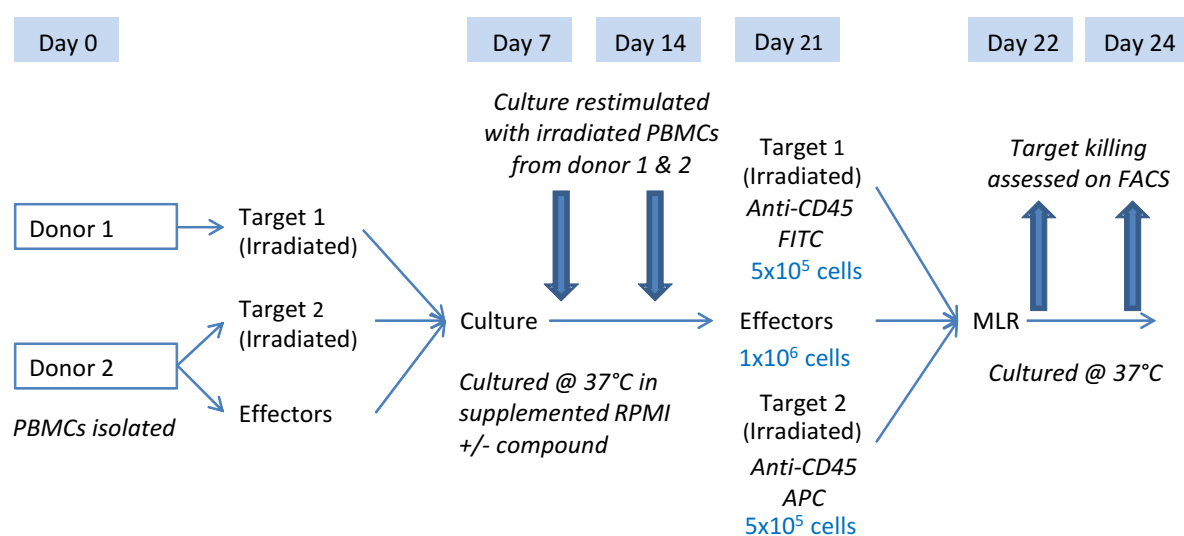 Day 0
Day 7
Day 14
Day 21
Day 22
Day 24
Culture restimulated
with irradiated PBMCs
from donor 1 & 2
Target 1
(Irradiated)
Anti-CD45
FITC
5x10⁵ cells
Target killing
assessed on FACS
Donor 1
Target 1
(Irradiated)
Target 2
(Irradiated)
Donor 2
Effectors
PBMCs isolated
Culture
Cultured @ 37°C in
supplemented RPMI
+/- compound
Effectors
1x10⁶ cells
Target 2
(Irradiated)
Anti-CD45
APC
5x10⁵ cells
MLR
Cultured @ 37°C